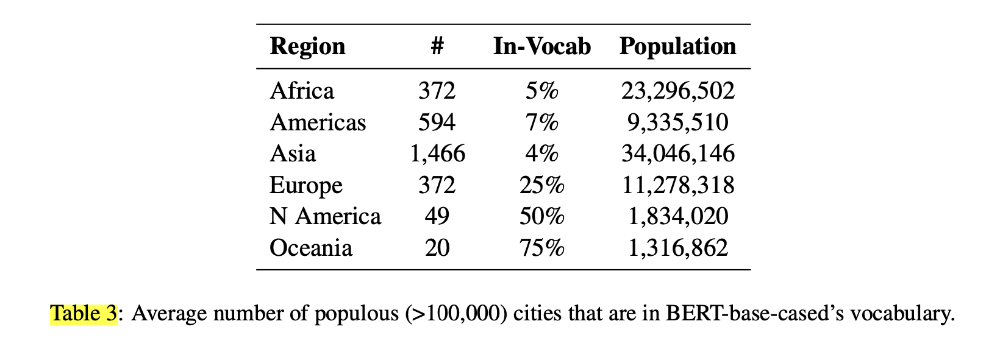 Region # In-Vocab Population
Africa 372 5% 23,296,502
Americas 594 7% 9,335,510
Asia 1,466 4% 34,046,146
Europe 372 25% 11,278,318
N America 49 50% 1,834,020
Oceania 20 75% 1,316,862
Table 3: Average number of populous (>100,000) cities that are in BERT-base-cased's vocabulary.